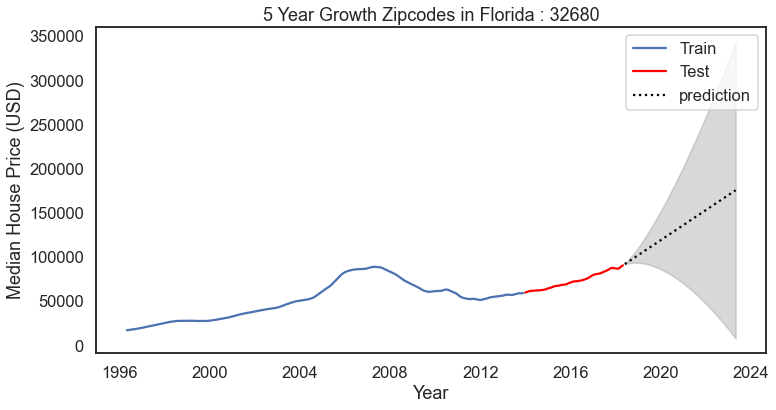 5 Year Growth Zipcodes in Florida : 32680
350000
300000
250000
200000
150000
100000
50000
0
Median House Price (USD)
Train
Test
prediction
1996 2000 2004 2008 2012 2016 2020 2024
Year